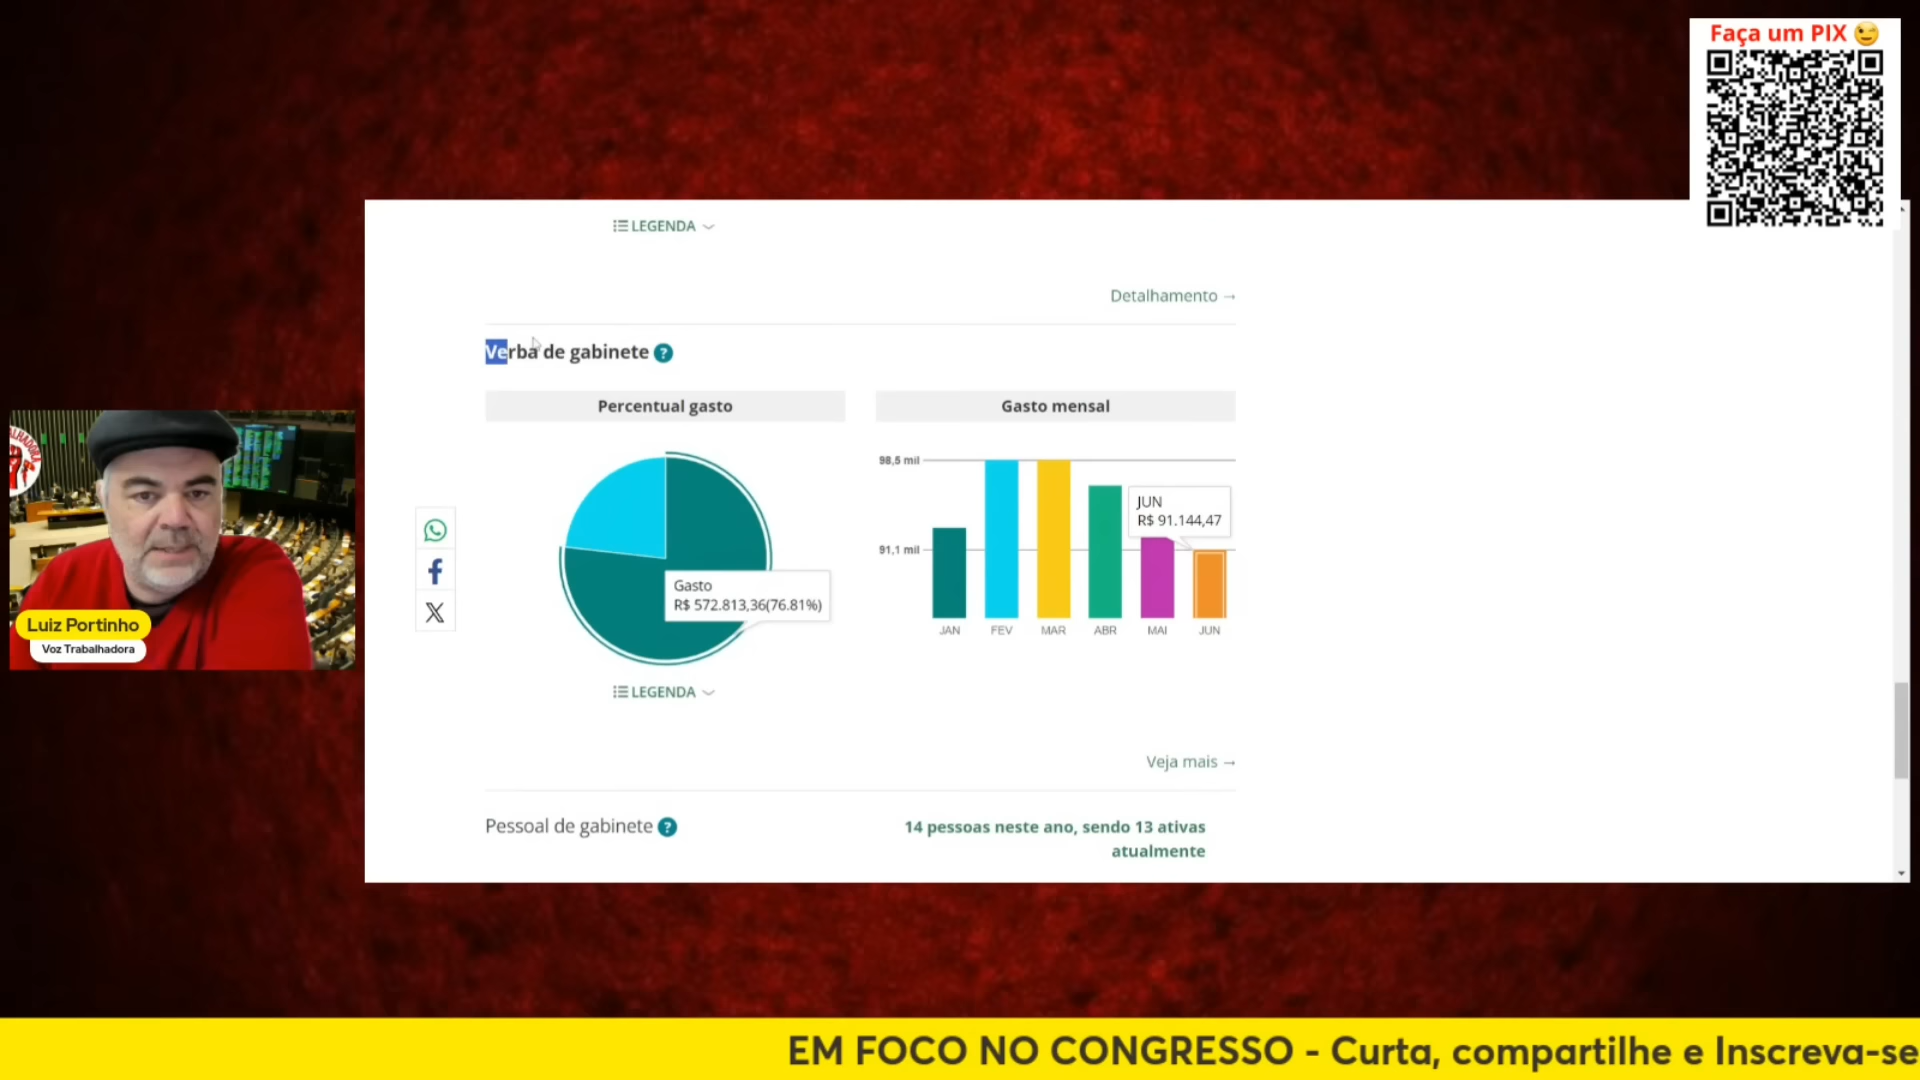 Faça um PIX
LEGENDA
Detalhamento →
Verba de gabinete ?
Percentual gasto
Gasto mensal
98,5 mil
91,1 mil
JUN
R$ 91.144,47
Gasto
R$ 572.813,36(76.81%)
JAN FEV MAR ABR MAI JUN
LEGENDA
Veja mais →
Pessoal de gabinete ?
14 pessoas neste ano, sendo 13 ativas
atualmente
Luiz Portinho
Voz Trabalhadora
EM FOCO NO CONGRESSO - Curta, compartilhe e Inscreva-se